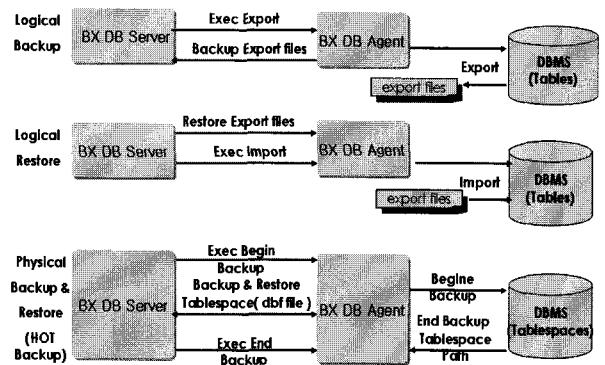 Logical
Backup
BX DB Server
Exec Export
Backup Export files
BX DB Agent
Export
export files
DBMS
(Tables)
Logical
Restore
BX DB Server
Restore Export files
Exec Import
BX DB Agent
Import
export files
DBMS
(Tables)
Physical
Backup &
Restore
(HOT
Backup)
BX DB Server
Exec Begin
Backup
Backup & Restore
Tablespace( dbf file )
Exec End
Backup
BX DB Agent
Begine
Backup
End Backup
Tablespace
Path
DBMS
(Tablespaces)